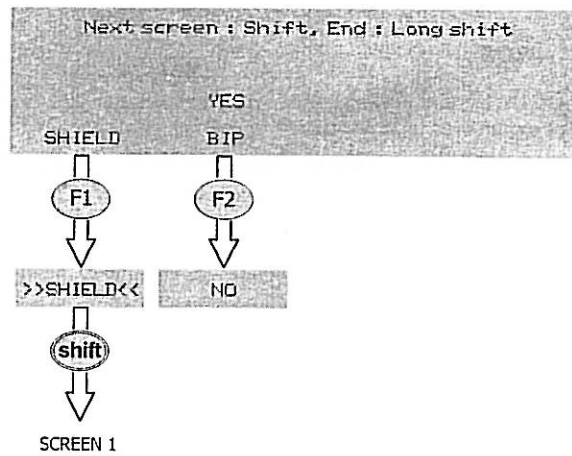 Next screen : Shift, End : Long shift
YES
SHIELD BIP
F1 F2
>>SHIELD<< NO
shift
SCREEN 1